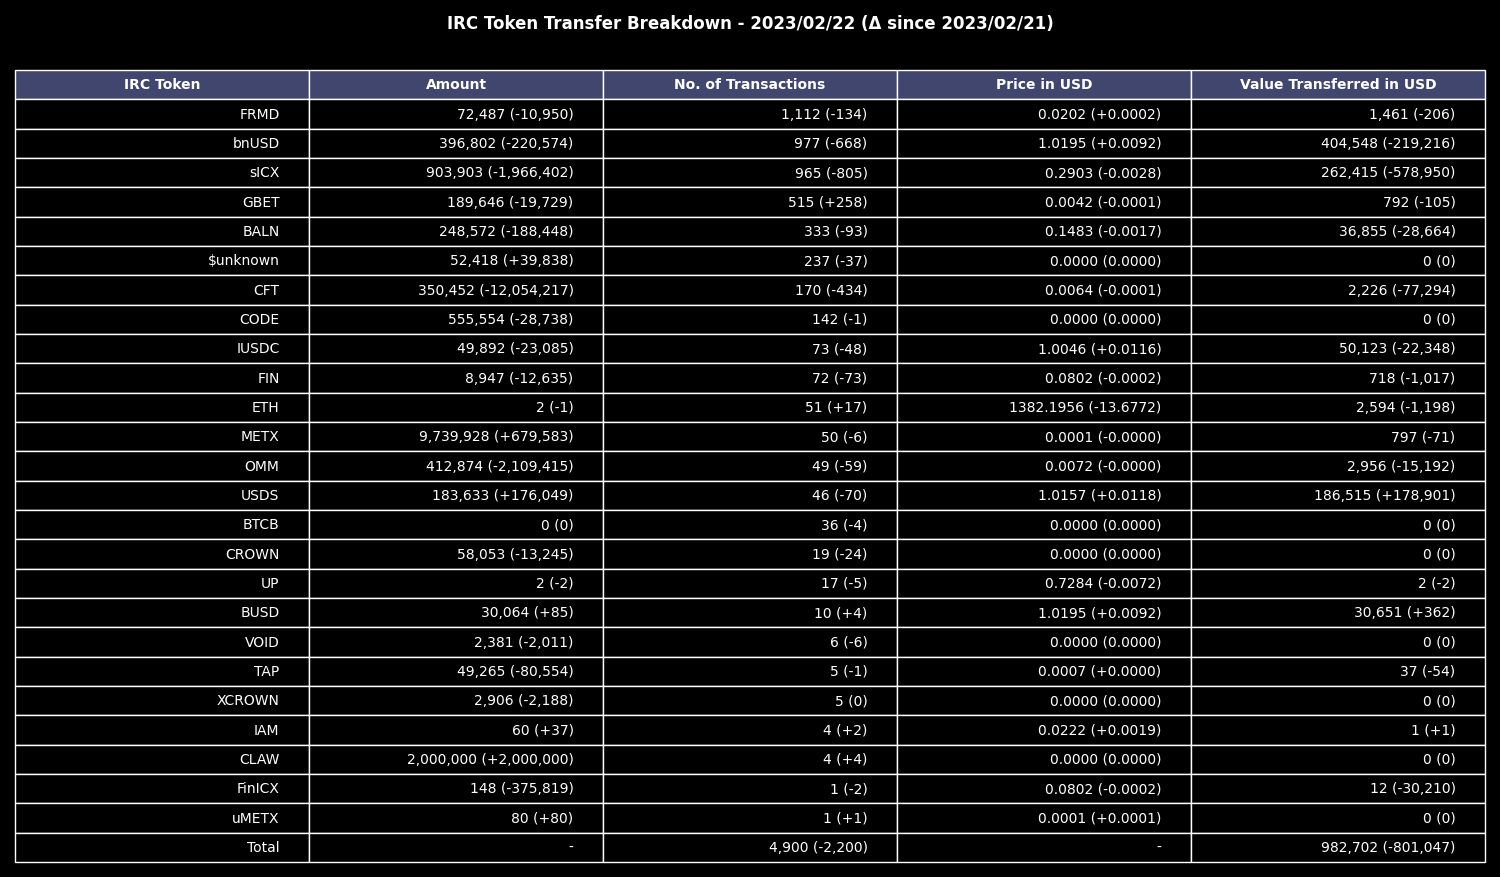 IRC Token Transfer Breakdown - 2023/02/22 (Δ since 2023/02/21)
IRC Token Amount No. of Transactions Price in USD Value Transferred in USD
FRMD 72,487 (-10,950) 1,112 (-134) 0.0202 (+0.0002) 1,461 (-206)
bnUSD 396,802 (-220,574) 977 (-668) 1.0195 (+0.0092) 404,548 (-219,216)
sICX 903,903 (-1,966,402) 965 (-805) 0.2903 (-0.0028) 262,415 (-578,950)
GBET 189,646 (-19,729) 515 (+258) 0.0042 (-0.0001) 792 (-105)
BALN 248,572 (-188,448) 333 (-93) 0.1483 (-0.0017) 36,855 (-28,664)
$unknown 52,418 (+39,838) 237 (-37) 0.0000 (0.0000) 0 (0)
CFT 350,452 (-12,054,217) 170 (-434) 0.0064 (-0.0001) 2,226 (-77,294)
CODE 555,554 (-28,738) 142 (-1) 0.0000 (0.0000) 0 (0)
IUSDC 49,892 (-23,085) 73 (-48) 1.0046 (+0.0116) 50,123 (-22,348)
FIN 8,947 (-12,635) 72 (-73) 0.0802 (-0.0002) 718 (-1,017)
ETH 2 (-1) 51 (+17) 1382.1956 (-13.6772) 2,594 (-1,198)
METX 9,739,928 (+679,583) 50 (-6) 0.0001 (-0.0000) 797 (-71)
OMM 412,874 (-2,109,415) 49 (-59) 0.0072 (-0.0000) 2,956 (-15,192)
USDS 183,633 (+176,049) 46 (-70) 1.0157 (+0.0118) 186,515 (+178,901)
BTCB 0 (0) 36 (-4) 0.0000 (0.0000) 0 (0)
CROWN 58,053 (-13,245) 19 (-24) 0.0000 (0.0000) 0 (0)
UP 2 (-2) 17 (-5) 0.7284 (-0.0072) 2 (-2)
BUSD 30,064 (+85) 10 (+4) 1.0195 (+0.0092) 30,651 (+362)
VOID 2,381 (-2,011) 6 (-6) 0.0000 (0.0000) 0 (0)
TAP 49,265 (-80,554) 5 (-1) 0.0007 (+0.0000) 37 (-54)
XCROWN 2,906 (-2,188) 5 (0) 0.0000 (0.0000) 0 (0)
IAM 60 (+37) 4 (+2) 0.0222 (+0.0019) 1 (+1)
CLAW 2,000,000 (+2,000,000) 4 (+4) 0.0000 (0.0000) 0 (0)
FinICX 148 (-375,819) 1 (-2) 0.0802 (-0.0002) 12 (-30,210)
uMETX 80 (+80) 1 (+1) 0.0001 (+0.0001) 0 (0)
Total - 4,900 (-2,200) - 982,702 (-801,047)